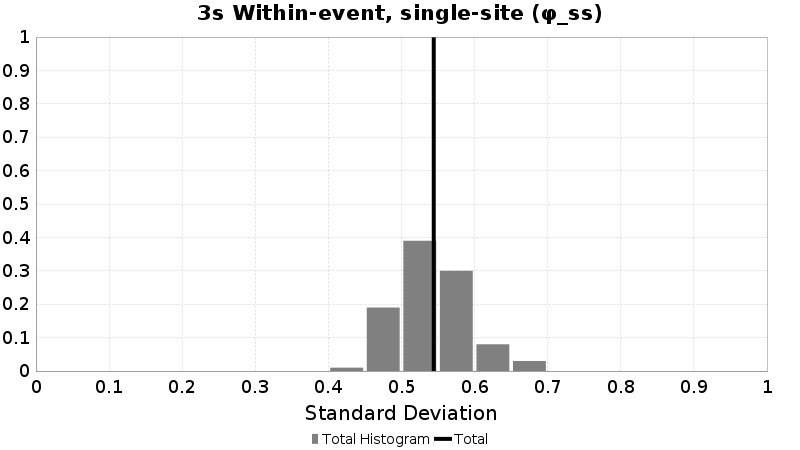 3s Within-event, single-site (φ_ss)
1
0.9
0.8
0.7
0.6
0.5
0.4
0.3
0.2
0.1
0
0 0.1 0.2 0.3 0.4 0.5 0.6 0.7 0.8 0.9 1
Standard Deviation
Total Histogram Total